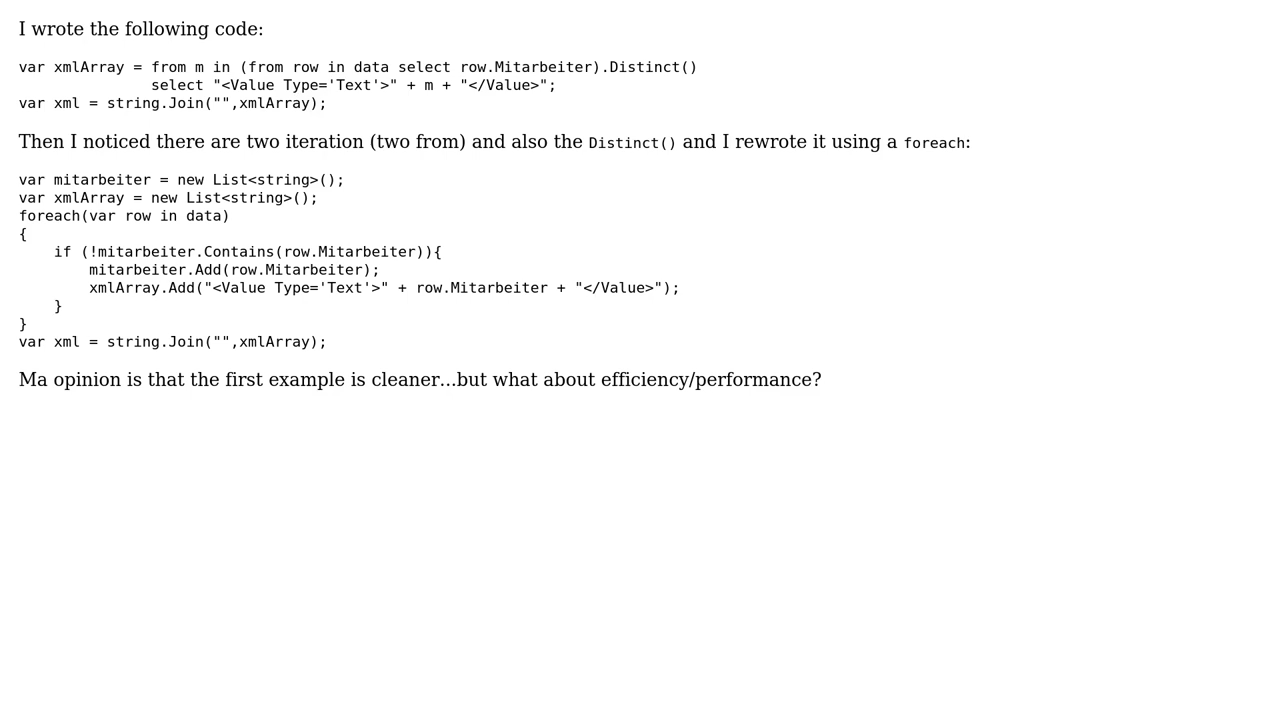 I wrote the following code:
var xmlArray = from m in (from row in data select row.Mitarbeiter).Distinct()
               select "<Value Type='Text'>" + m + "</Value>";
var xml = string.Join("",xmlArray);
Then I noticed there are two iteration (two from) and also the Distinct() and I rewrote it using a foreach:
var mitarbeiter = new List<string>();
var xmlArray = new List<string>();
foreach(var row in data)
{
    if (!mitarbeiter.Contains(row.Mitarbeiter)){
        mitarbeiter.Add(row.Mitarbeiter);
        xmlArray.Add("<Value Type='Text'>" + row.Mitarbeiter + "</Value>");
    }
}
var xml = string.Join("",xmlArray);
Ma opinion is that the first example is cleaner...but what about efficiency/performance?